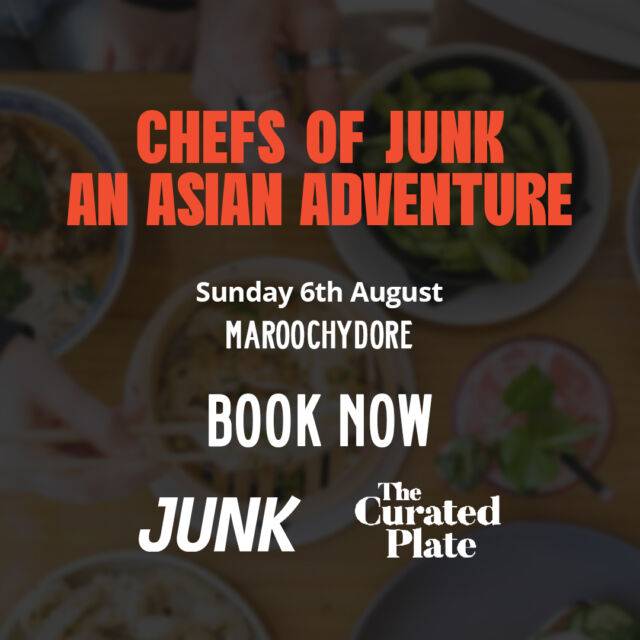 CHEFS OF JUNK
AN ASIAN ADVENTURE
Sunday 6th August
MAROOCHYDORE
BOOK NOW
JUNK
The
Curated
Plate